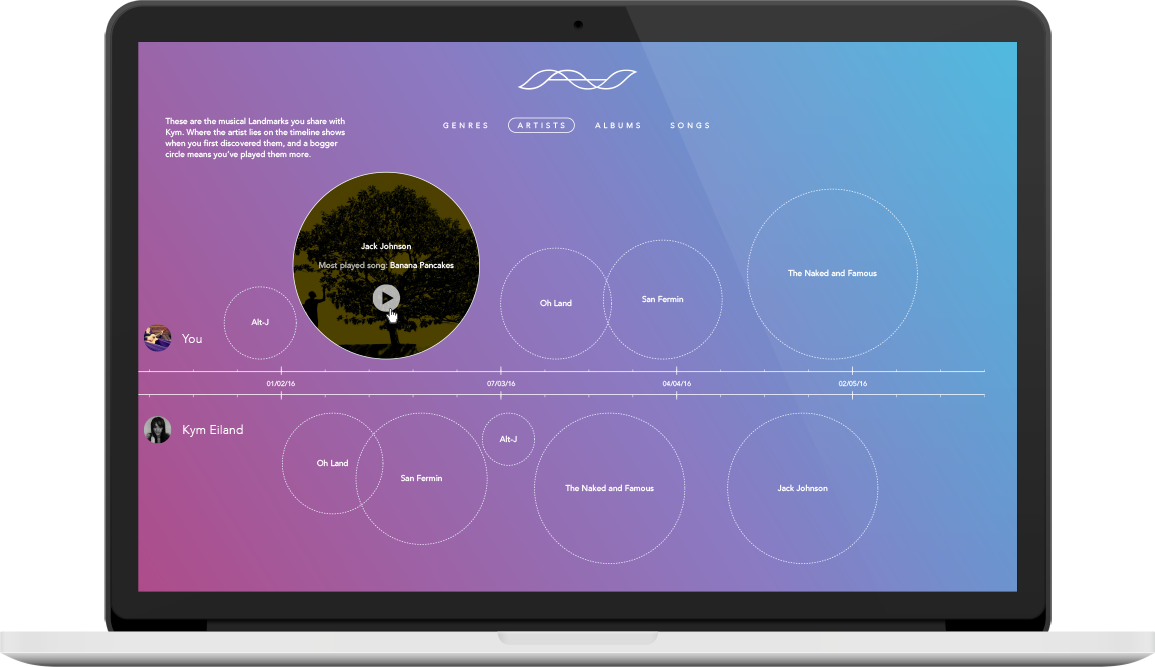 These are the musical Landmarks you share with
Kym. Where the artist lies on the timeline shows
when you first discovered them, and a bogger
circle means you've played them more.
GENRES
ARTISTS
ALBUMS
SONGS
Jack Johnson
Most played song: Banana Pancakes
Alt-J
Oh Land
San Fermin
The Naked and Famous
You
01/02/16
07/03/16
04/04/16
02/05/16
Kym Eiland
Oh Land
San Fermin
Alt-J
The Naked and Famous
Jack Johnson